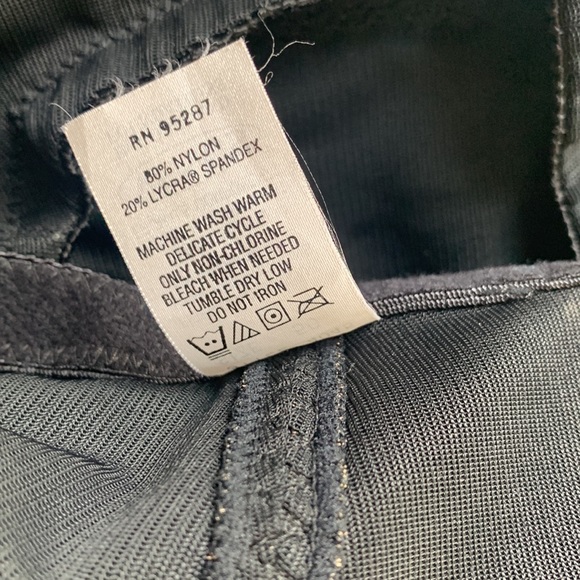 RN 95287
80% NYLON
20% LYCRA® SPANDEX
MACHINE WASH WARM
DELICATE CYCLE
ONLY NON-CHLORINE
BLEACH WHEN NEEDED
TUMBLE DRY LOW
DO NOT IRON